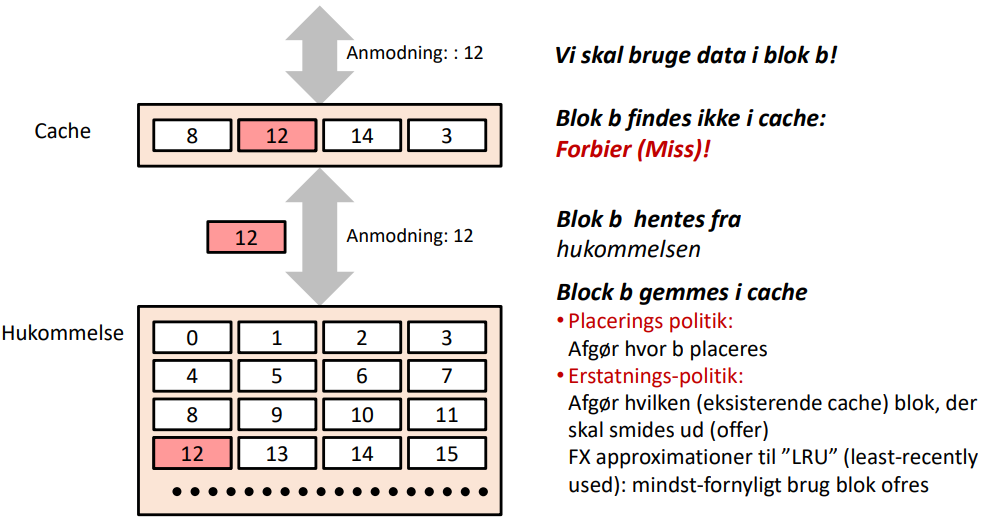 Anmodning: : 12
Vi skal bruge data i blok b!
Cache
8 12 14 3
Blok b findes ikke i cache:
Forbier (Miss)!
12
Anmodning: 12
Blok b hentes fra
hukommelsen
Hukommelse
0 1 2 3
4 5 6 7
8 9 10 11
12 13 14 15
Block b gemmes i cache
•Placerings politik:
Afgør hvor b placeres
•Erstatnings-politik:
Afgør hvilken (eksisterende cache) blok, der
skal smides ud (offer)
FX approximationer til ”LRU” (least-recently
used): mindst-fornyligt brug blok ofres